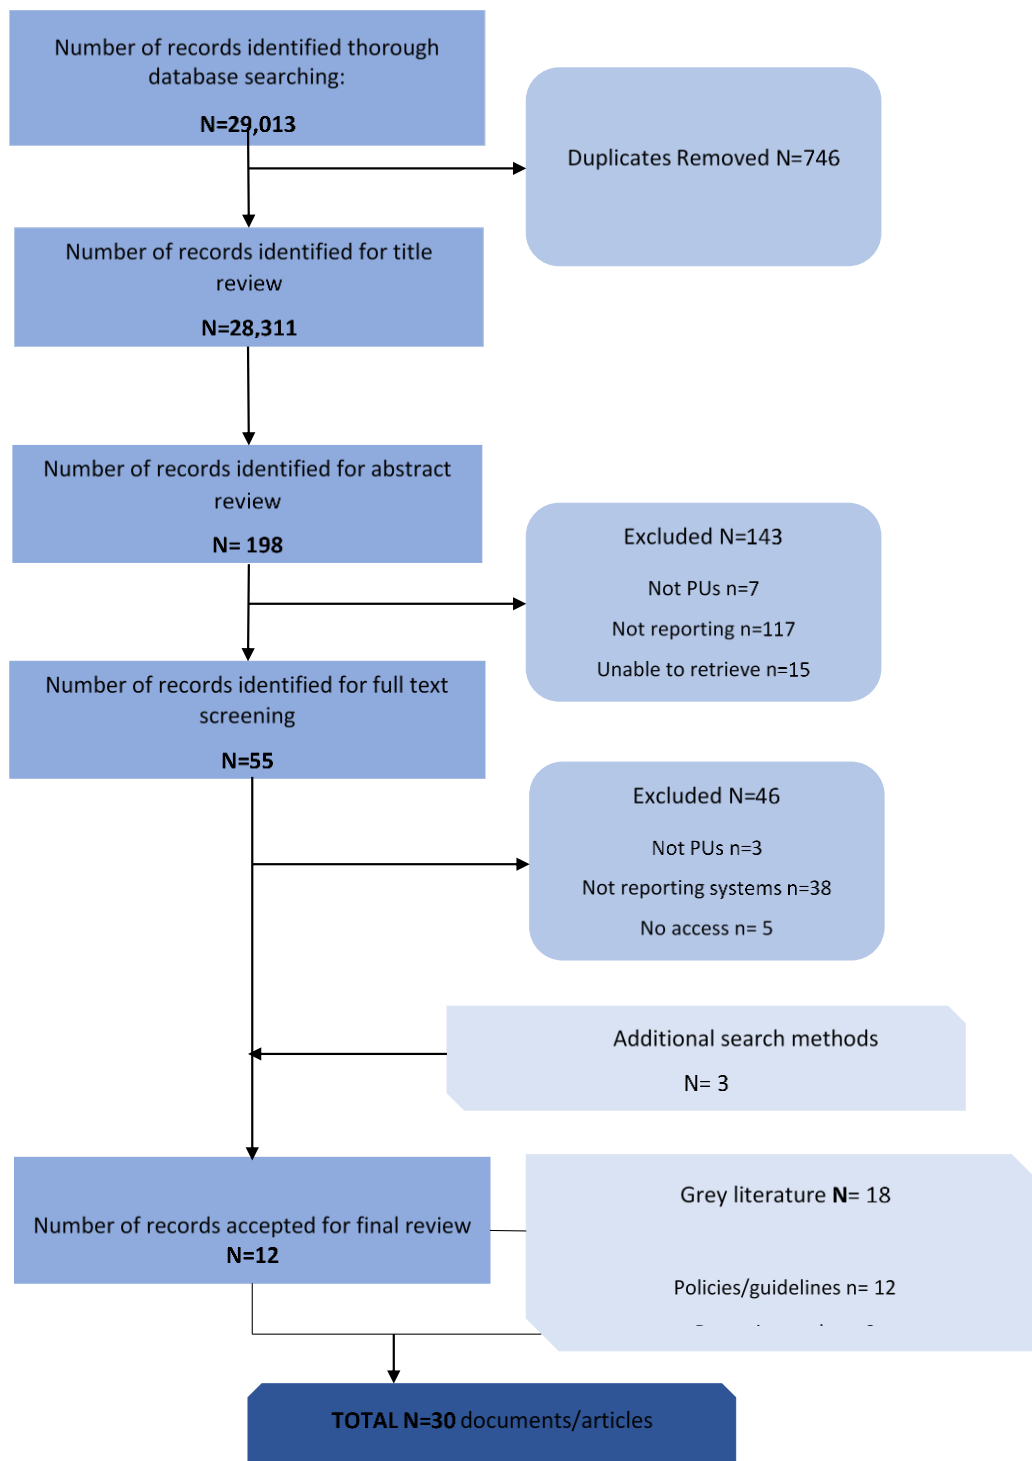 Number of records identified thorough
database searching:
N=29,013
Duplicates Removed N=746
Number of records identified for title
review
N=28,311
Number of records identified for abstract
review
N= 198
Excluded N=143
Not PUs n=7
Not reporting n=117
Unable to retrieve n=15
Number of records identified for full text
screening
N=55
Excluded N=46
Not PUs n=3
Not reporting systems n=38
No access n= 5
Additional search methods
N= 3
Number of records accepted for final review
N=12
Grey literature N= 18
Policies/guidelines n= 12
TOTAL N=30 documents/articles